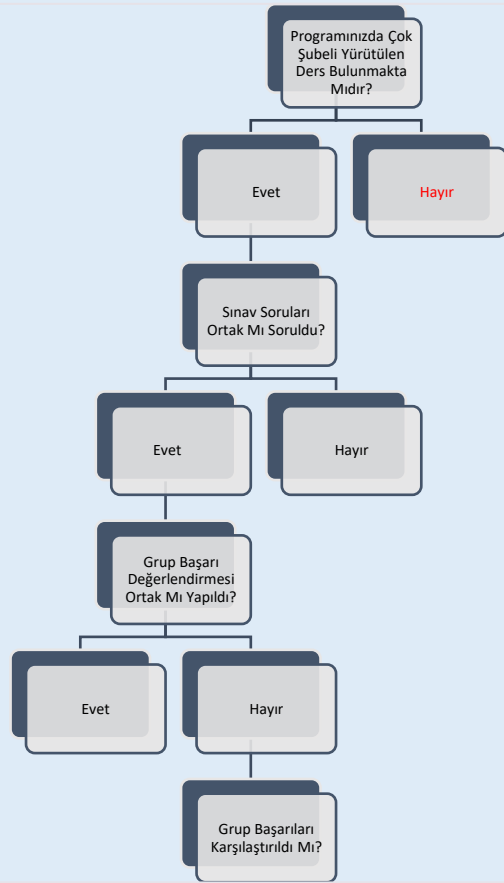 Programınızda Çok
Şubeli Yürütülen
Ders Bulunmakta
Mıdır?
Evet
Hayır
Sınav Soruları
Ortak Mı Soruldu?
Evet
Hayır
Grup Başarı
Değerlendirmesi
Ortak Mı Yapıldı?
Evet
Hayır
Grup Başarıları
Karşılaştırıldı Mı?